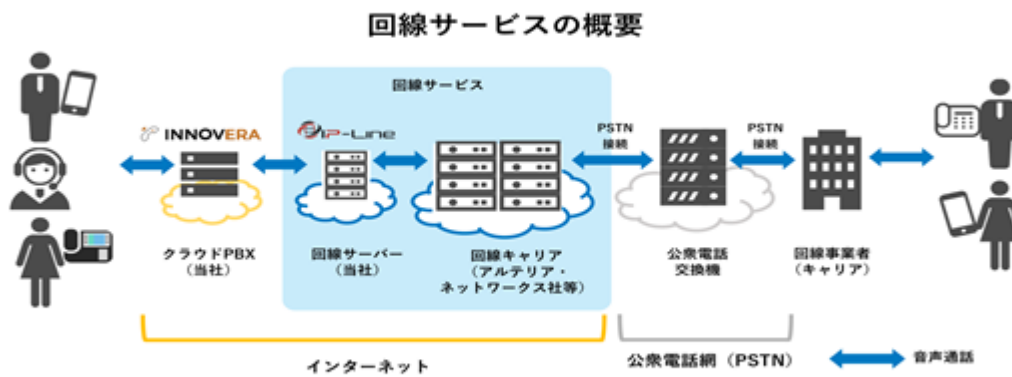 回線サービスの概要
回線サービス
INNOVERA
IP-Line
PSTN
接続
PSTN
接続
クラウドPBX
（当社）
回線サーバー
（当社）
回線キャリア
（アルテリア・
ネットワークス社等）
公衆電話
交換機
回線事業者
（キャリア）
インターネット
公衆電話網（PSTN）
音声通話